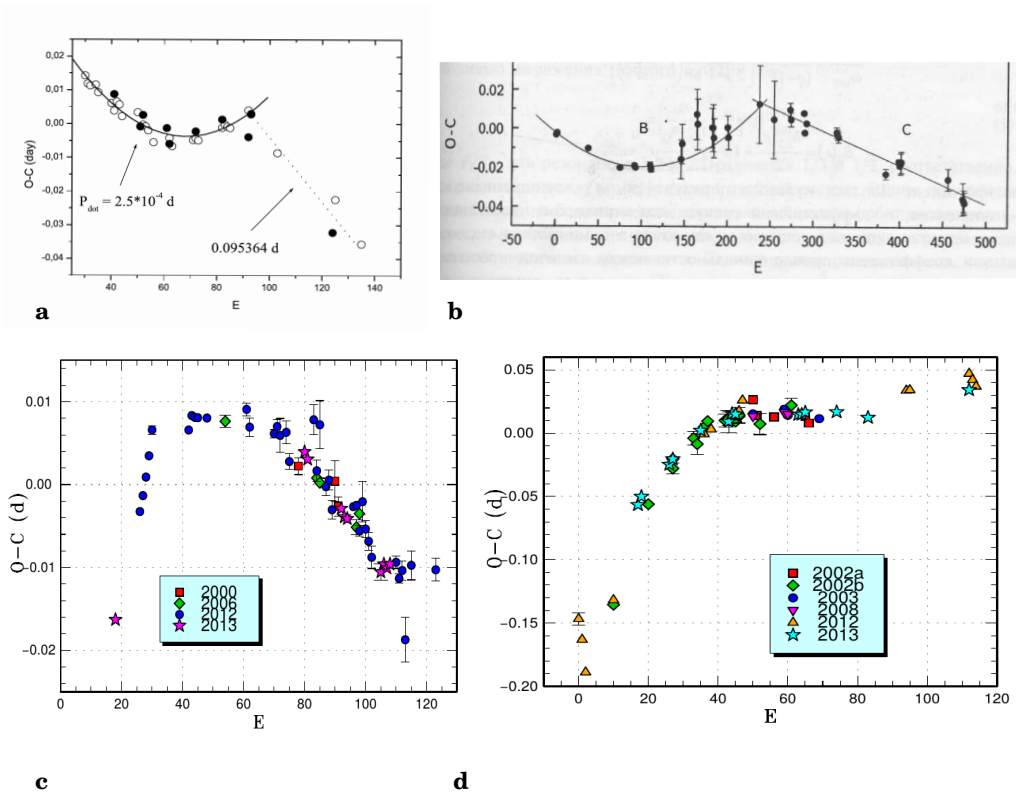 0,02
0,01
0,00
-0,01
-0,02
-0,03
-0,04
O-C (day)
P_dot = 2.5*10^-4 d
0.095364 d
40 60 80 100 120 140
E
a
0.02
0.00
-0.02
-0.04
O-C
B
C
-50 0 50 100 150 200 250 300 350 400 450 500
E
b
0.01
0.00
-0.01
-0.02
O-C (d)
2000
2006
2012
2013
0 20 40 60 80 100 120
E
c
0.05
0.00
-0.05
-0.10
-0.15
-0.20
O-C (d)
2002a
2002b
2003
2008
2012
2013
0 20 40 60 80 100 120
E
d